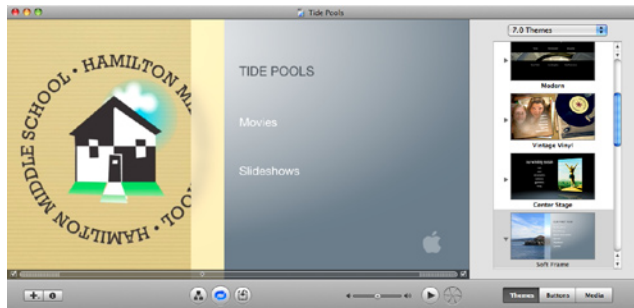 Tide Pools
HAMILTON MIDDLE SCHOOL • HAMILTON MIDDLE SCHOOL •
TIDE POOLS
Movies
Slideshows
7.0 Themes
Modern
Vintage Vinyl
Center Stage
Soft Frame
Themes
Buttons
Media